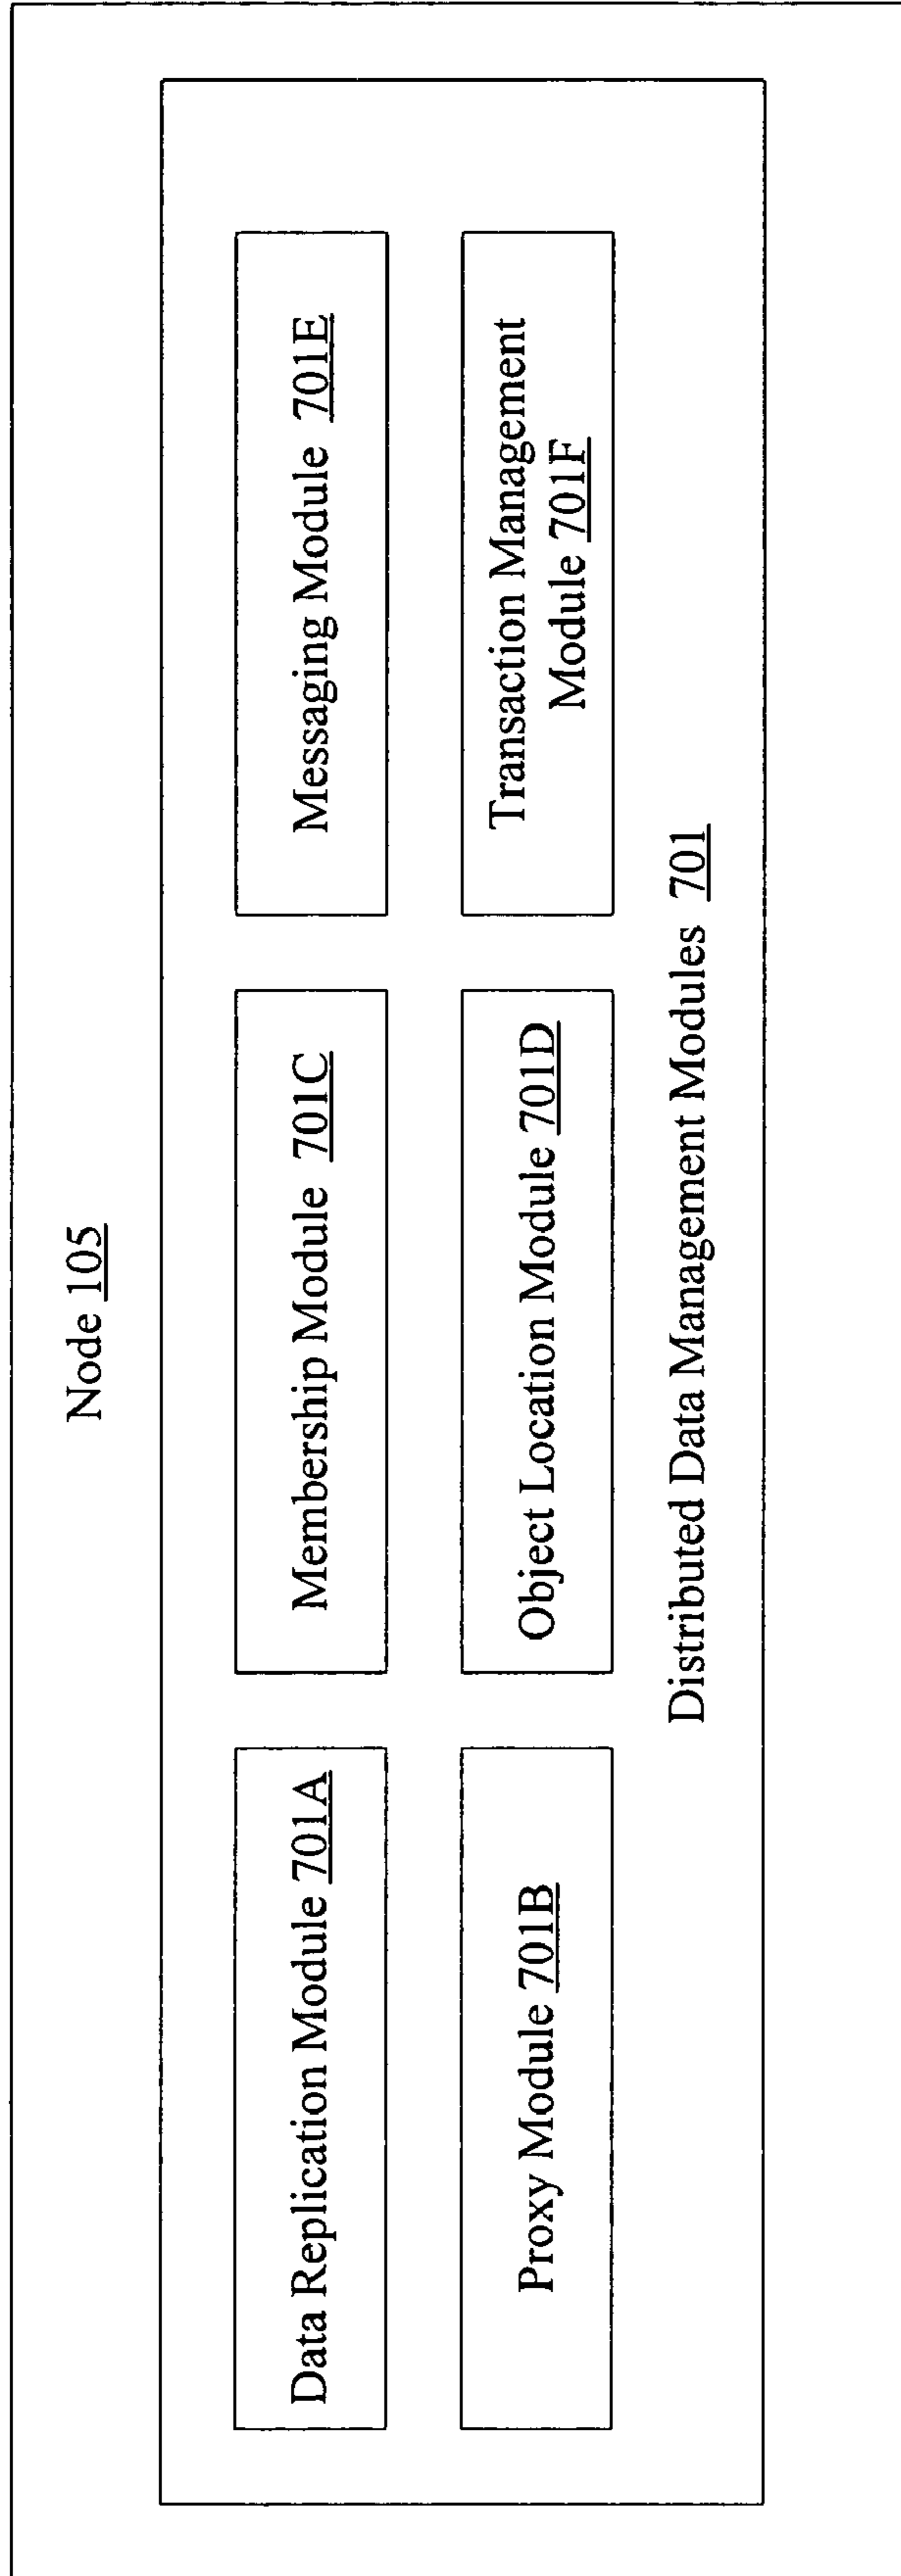 Node 105
Data Replication Module 701A
Membership Module 701C
Messaging Module 701E
Proxy Module 701B
Object Location Module 701D
Transaction Management
Module 701F
Distributed Data Management Modules 701